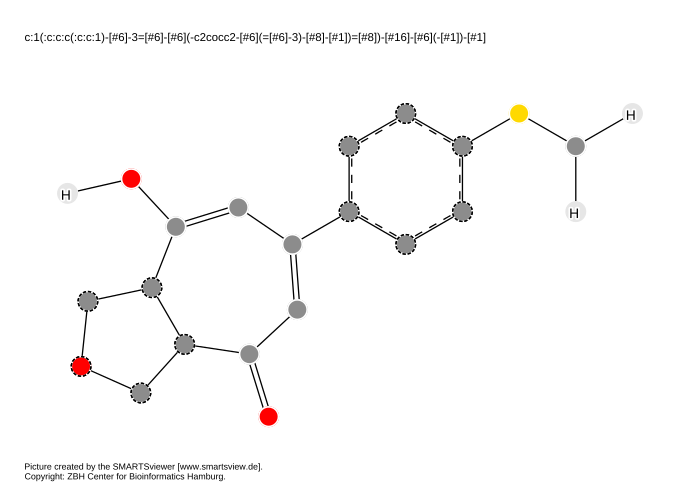 c:1(:c:c:c(:c:c:1)-[#6]-3=[#6]-[#6](-c2cocc2-[#6](=[#6]-3)-[#8]-[#1])=[#8])-[#16]-[#6](-[#1])-[#1]
H
H
H
Picture created by the SMARTSviewer [www.smartsview.de].
Copyright: ZBH Center for Bioinformatics Hamburg.